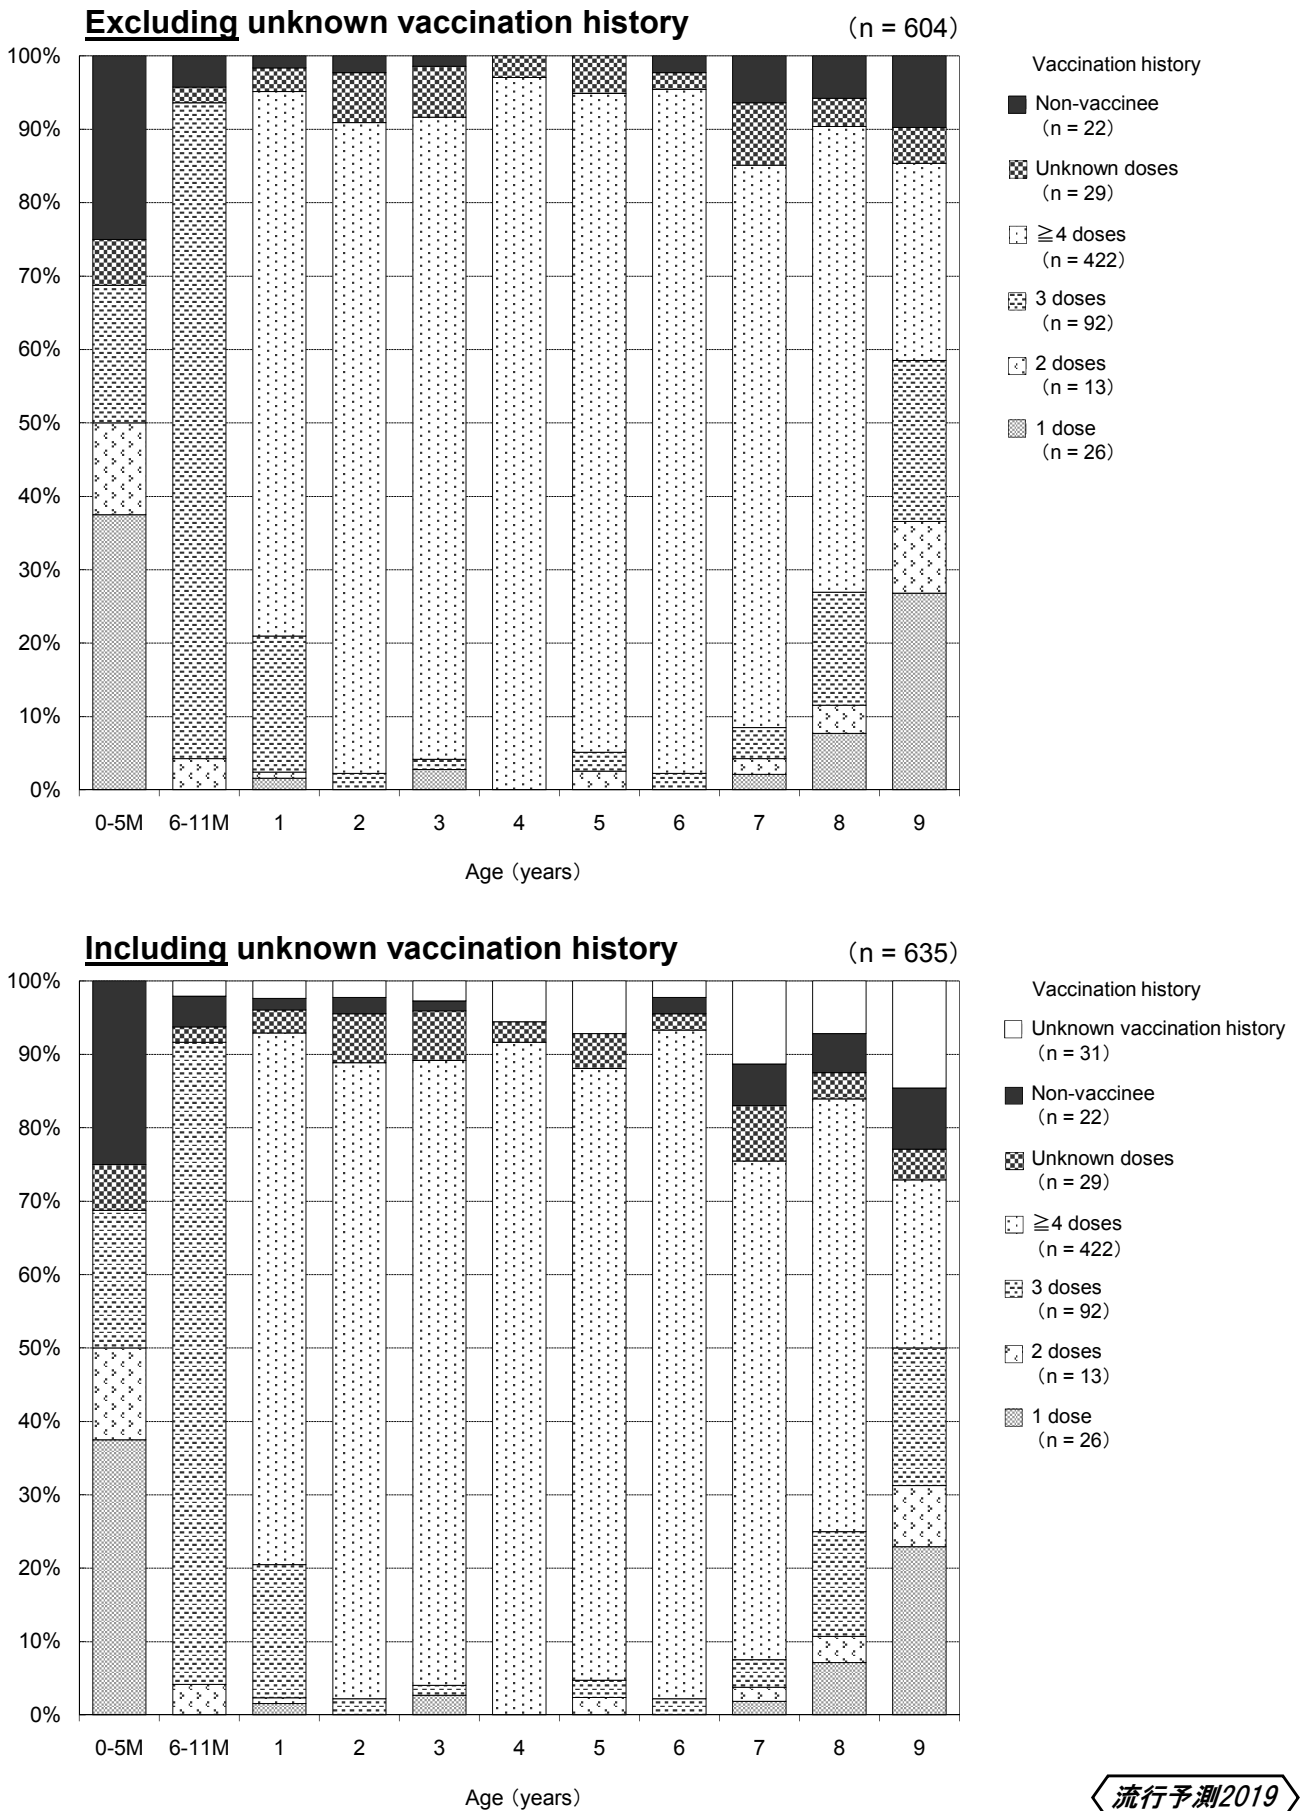 Excluding unknown vaccination history
（n = 604）
100%
90%
80%
70%
60%
50%
40%
30%
20%
10%
0%
0-5M 6-11M 1 2 3 4 5 6 7 8 9
Age（years）
Vaccination history
Non-vaccinee
（n = 22）
Unknown doses
（n = 29）
≧4 doses
（n = 422）
3 doses
（n = 92）
2 doses
（n = 13）
1 dose
（n = 26）
Including unknown vaccination history
（n = 635）
100%
90%
80%
70%
60%
50%
40%
30%
20%
10%
0%
0-5M 6-11M 1 2 3 4 5 6 7 8 9
Age（years）
Vaccination history
Unknown vaccination history
（n = 31）
Non-vaccinee
（n = 22）
Unknown doses
（n = 29）
≧4 doses
（n = 422）
3 doses
（n = 92）
2 doses
（n = 13）
1 dose
（n = 26）
流行予測2019